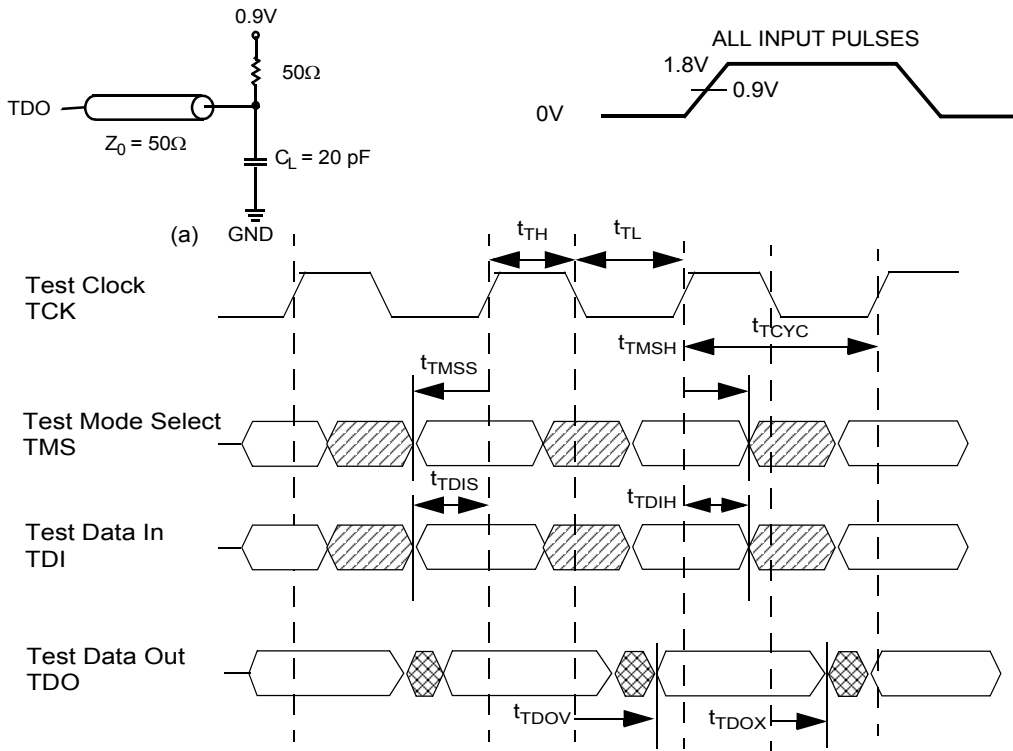 0.9V
50Ω
TDO
Z0 = 50Ω
CL = 20 pF
(a)
GND
ALL INPUT PULSES
1.8V
0.9V
0V
tTH
tTL
Test Clock
TCK
tTCYC
tTMSH
tTMSS
Test Mode Select
TMS
tTDIS
tTDIH
Test Data In
TDI
Test Data Out
TDO
tTDOV
tTDOX